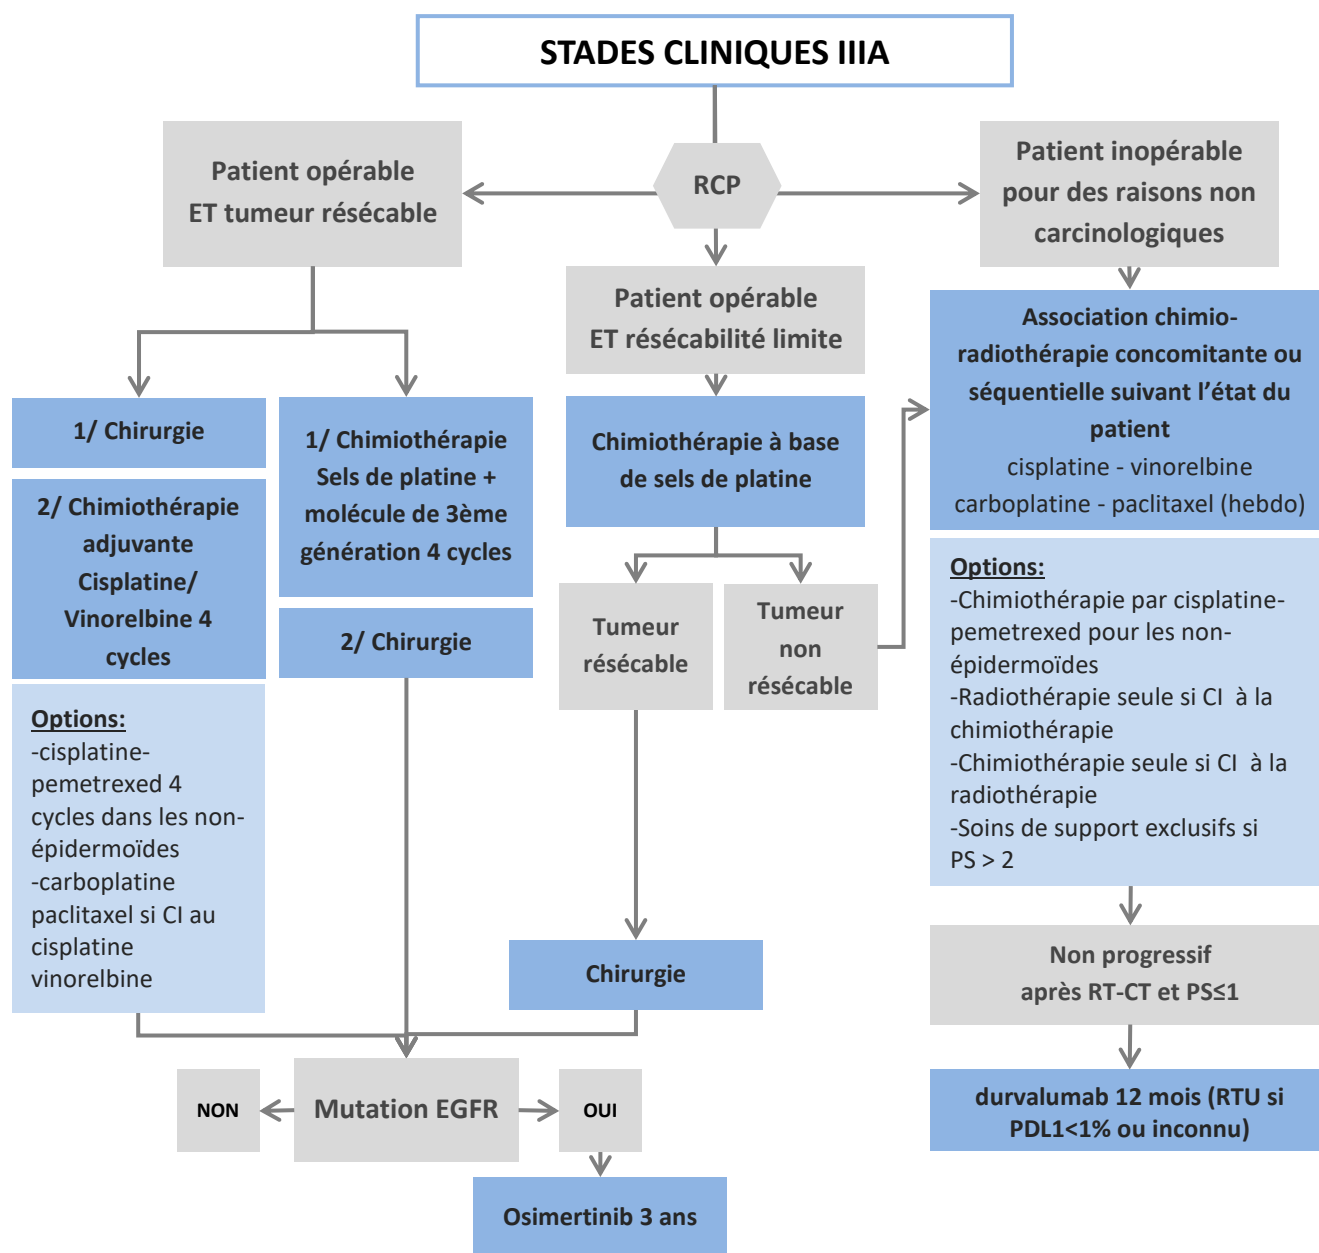 STADES CLINIQUES IIIA
Patient opérable
ET tumeur résécable
RCP
Patient inopérable
pour des raisons non
carcinologiques
Patient opérable
ET résécabilité limite
1/ Chirurgie
2/ Chimiothérapie
adjuvante
Cisplatine/
Vinorelbine 4
cycles
Options:
-cisplatine-
pemetrexed 4
cycles dans les non-
épidermoïdes
-carboplatine
paclitaxel si CI au
cisplatine
vinorelbine
1/ Chimiothérapie
Sels de platine +
molécule de 3ème
génération 4 cycles
2/ Chirurgie
Chimiothérapie à base
de sels de platine
Tumeur
résécable
Tumeur
non
résécable
Chirurgie
Association chimio-
radiothérapie concomitante ou
séquentielle suivant l’état du
patient
cisplatine - vinorelbine
carboplatine - paclitaxel (hebdo)
Options:
-Chimiothérapie par cisplatine-
pemetrexed pour les non-
épidermoïdes
-Radiothérapie seule si CI à la
chimiothérapie
-Chimiothérapie seule si CI à la
radiothérapie
-Soins de support exclusifs si
PS > 2
Non progressif
après RT-CT et PS≤1
durvalumab 12 mois (RTU si
PDL1<1% ou inconnu)
NON
Mutation EGFR
OUI
Osimertinib 3 ans